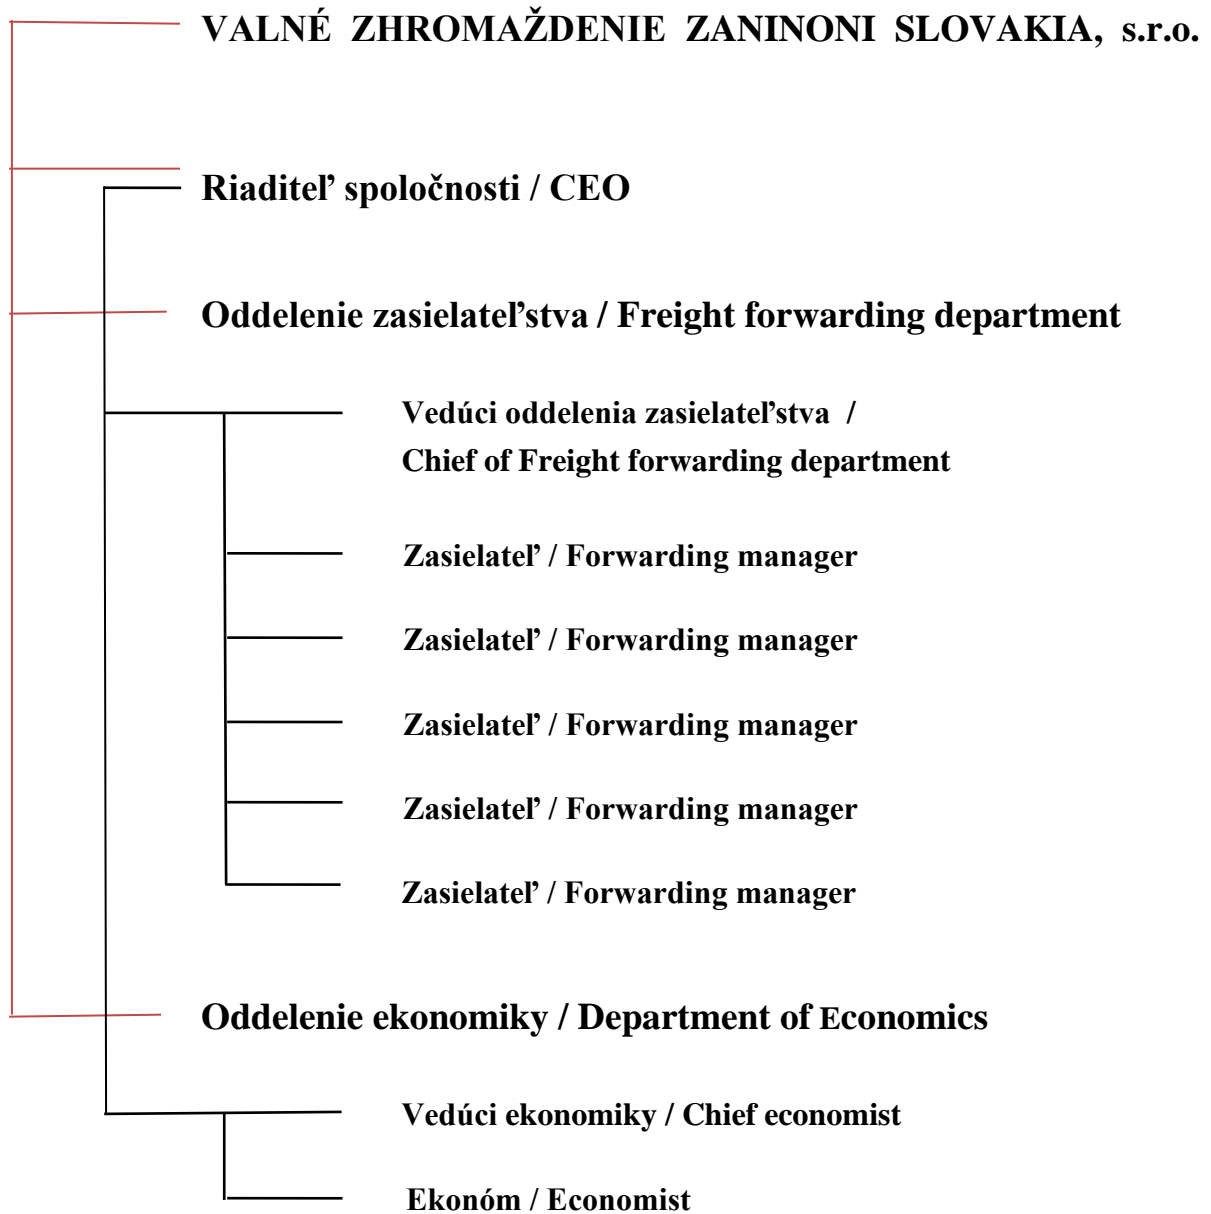 VALNÉ ZHROMAŽDENIE ZANINONI SLOVAKIA, s.r.o.
Riaditeľ spoločnosti / CEO
Oddelenie zasielateľstva / Freight forwarding department
Vedúci oddelenia zasielateľstva /
Chief of Freight forwarding department
Zasielateľ / Forwarding manager
Zasielateľ / Forwarding manager
Zasielateľ / Forwarding manager
Zasielateľ / Forwarding manager
Zasielateľ / Forwarding manager
Oddelenie ekonomiky / Department of Economics
Vedúci ekonomiky / Chief economist
Ekonóm / Economist